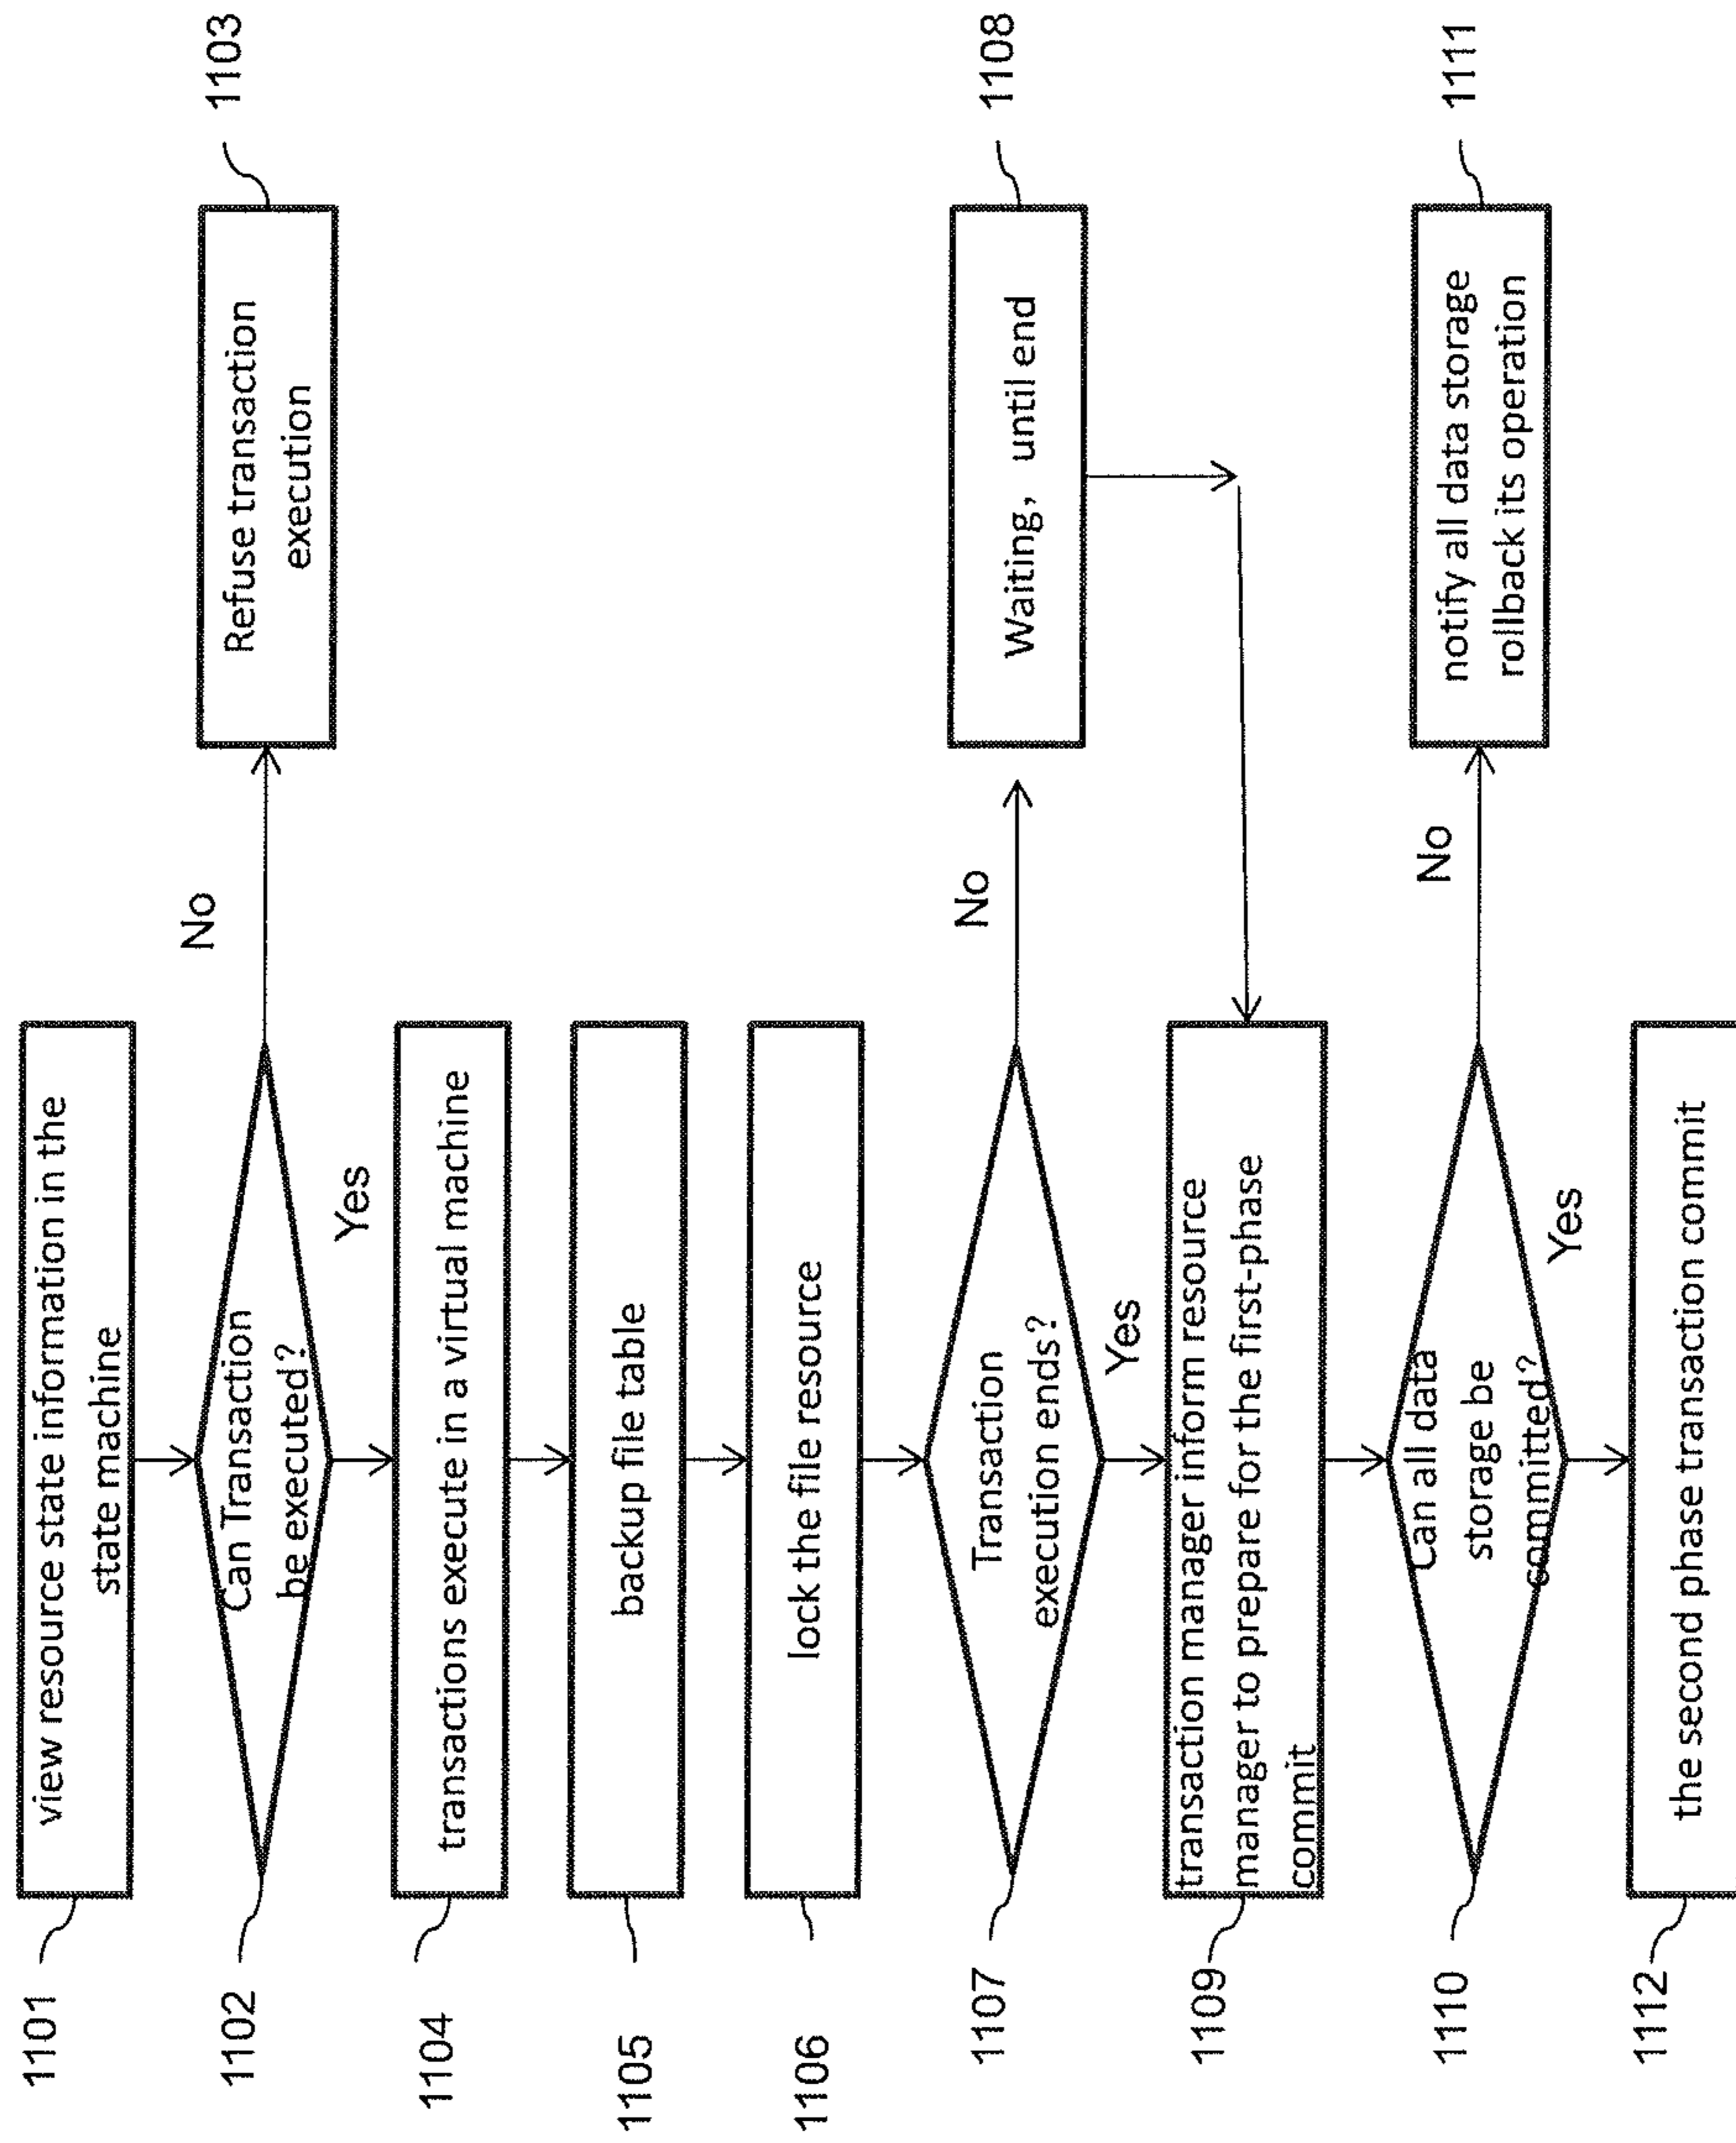 1101
view resource state information in the
state machine
1102
Can Transaction
be executed?
No
Refuse transaction
execution
1103
Yes
1104
transactions execute in a virtual machine
1105
backup file table
1106
lock the file resource
1107
Transaction
execution ends?
No
Waiting, until end
1108
Yes
1109
transaction manager inform resource
manager to prepare for the first-phase
commit
1110
Can all data
storage be
committed?
No
notify all data storage
rollback its operation
1111
Yes
1112
the second phase transaction commit